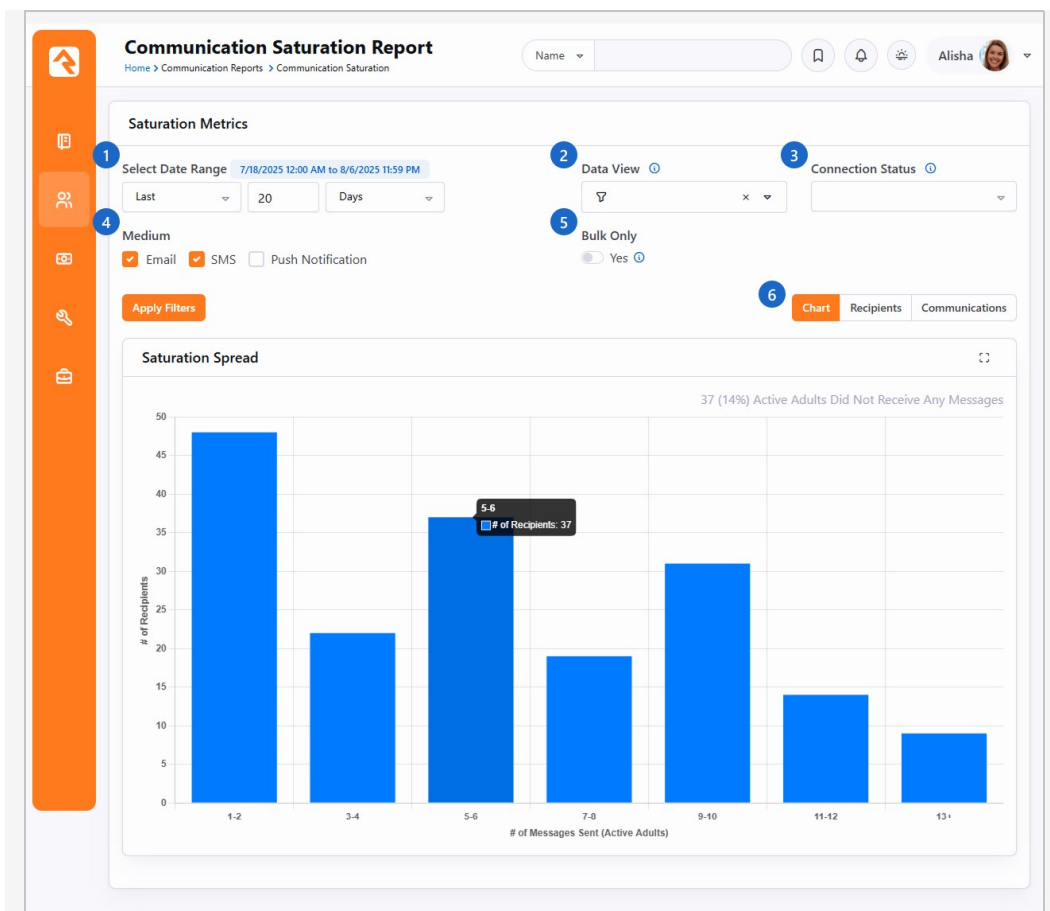 Communication Saturation Report
Home > Communication Reports > Communication Saturation
Name
Alisha
Saturation Metrics
1
Select Date Range 7/18/2025 12:00 AM to 8/6/2025 11:59 PM
Last 20 Days
2
Data View
3
Connection Status
4
Medium
Email SMS Push Notification
5
Bulk Only
Yes
Apply Filters
6
Chart Recipients Communications
Saturation Spread
37 (14%) Active Adults Did Not Receive Any Messages
50
45
40
35
30
25
20
15
10
5
0
# of Recipients
5-6
# of Recipients: 37
1-2 3-4 5-6 7-8 9-10 11-12 13+
# of Messages Sent (Active Adults)